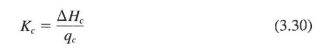 K_c = ΔH_c / q_c (3.30)